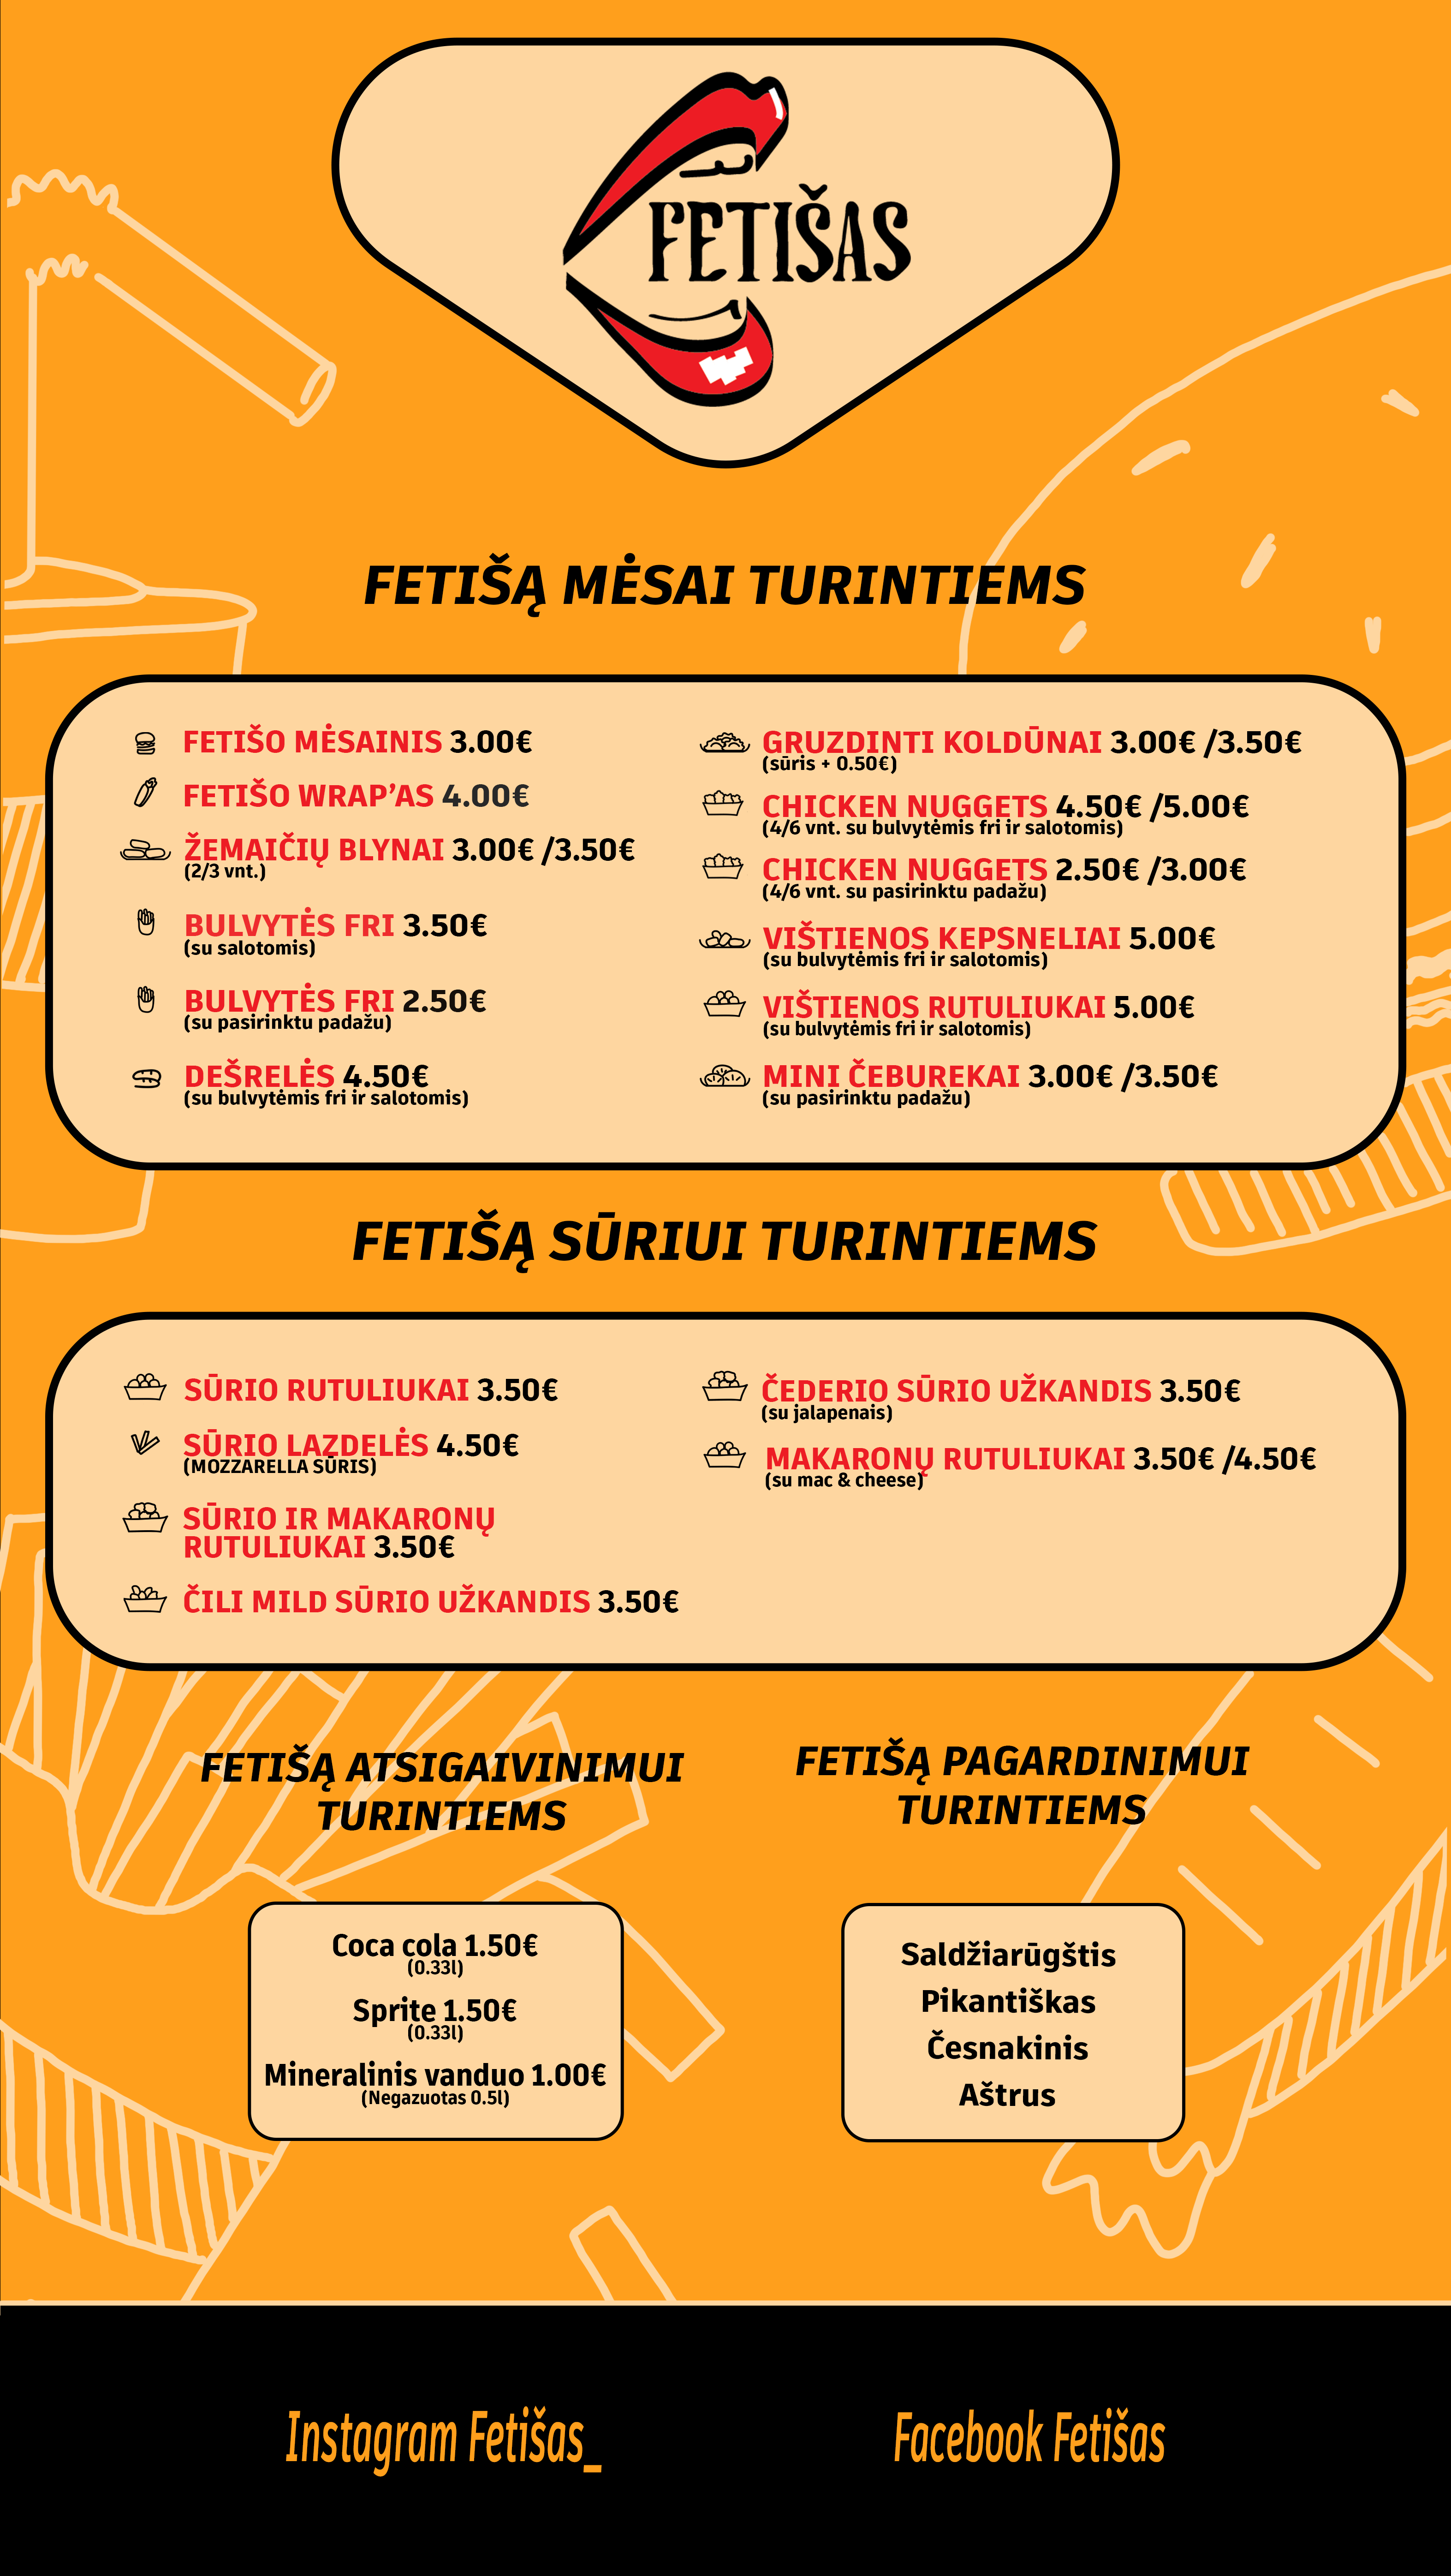 FETIŠAS
FETIŠĄ MĖSAI TURINTIEMS
FETIŠO MĖSAINIS 3.00€
FETIŠO WRAP’AS 4.00€
ŽEMAIČIŲ BLYNAI 3.00€ /3.50€
(2/3 vnt.)
BULVYTĖS FRI 3.50€
(su salotomis)
BULVYTĖS FRI 2.50€
(su pasirinktu padažu)
DEŠRELĖS 4.50€
(su bulvytėmis fri ir salotomis)
GRUZDINTI KOLDŪNAI 3.00€ /3.50€
(sūris + 0.50€)
CHICKEN NUGGETS 4.50€ /5.00€
(4/6 vnt. su bulvytėmis fri ir salotomis)
CHICKEN NUGGETS 2.50€ /3.00€
(4/6 vnt. su pasirinktu padažu)
VIŠTIENOS KEPSNELIAI 5.00€
(su bulvytėmis fri ir salotomis)
VIŠTIENOS RUTULIUKAI 5.00€
(su bulvytėmis fri ir salotomis)
MINI ČEBUREKAI 3.00€ /3.50€
(su pasirinktu padažu)
FETIŠĄ SŪRIUI TURINTIEMS
SŪRIO RUTULIUKAI 3.50€
SŪRIO LAZDELĖS 4.50€
(MOZZARELLA SŪRIS)
SŪRIO IR MAKARONŲ
RUTULIUKAI 3.50€
ČILI MILD SŪRIO UŽKANDIS 3.50€
ČEDERIO SŪRIO UŽKANDIS 3.50€
(su jalapenais)
MAKARONŲ RUTULIUKAI 3.50€ /4.50€
(su mac & cheese)
FETIŠĄ ATSIGAIVINIMUI
TURINTIEMS
Coca cola 1.50€
(0.33l)
Sprite 1.50€
(0.33l)
Mineralinis vanduo 1.00€
(Negazuotas 0.5l)
FETIŠĄ PAGARDINIMUI
TURINTIEMS
Saldžiarūgštis
Pikantiškas
Česnakinis
Aštrus
Instagram Fetišas_
Facebook Fetišas